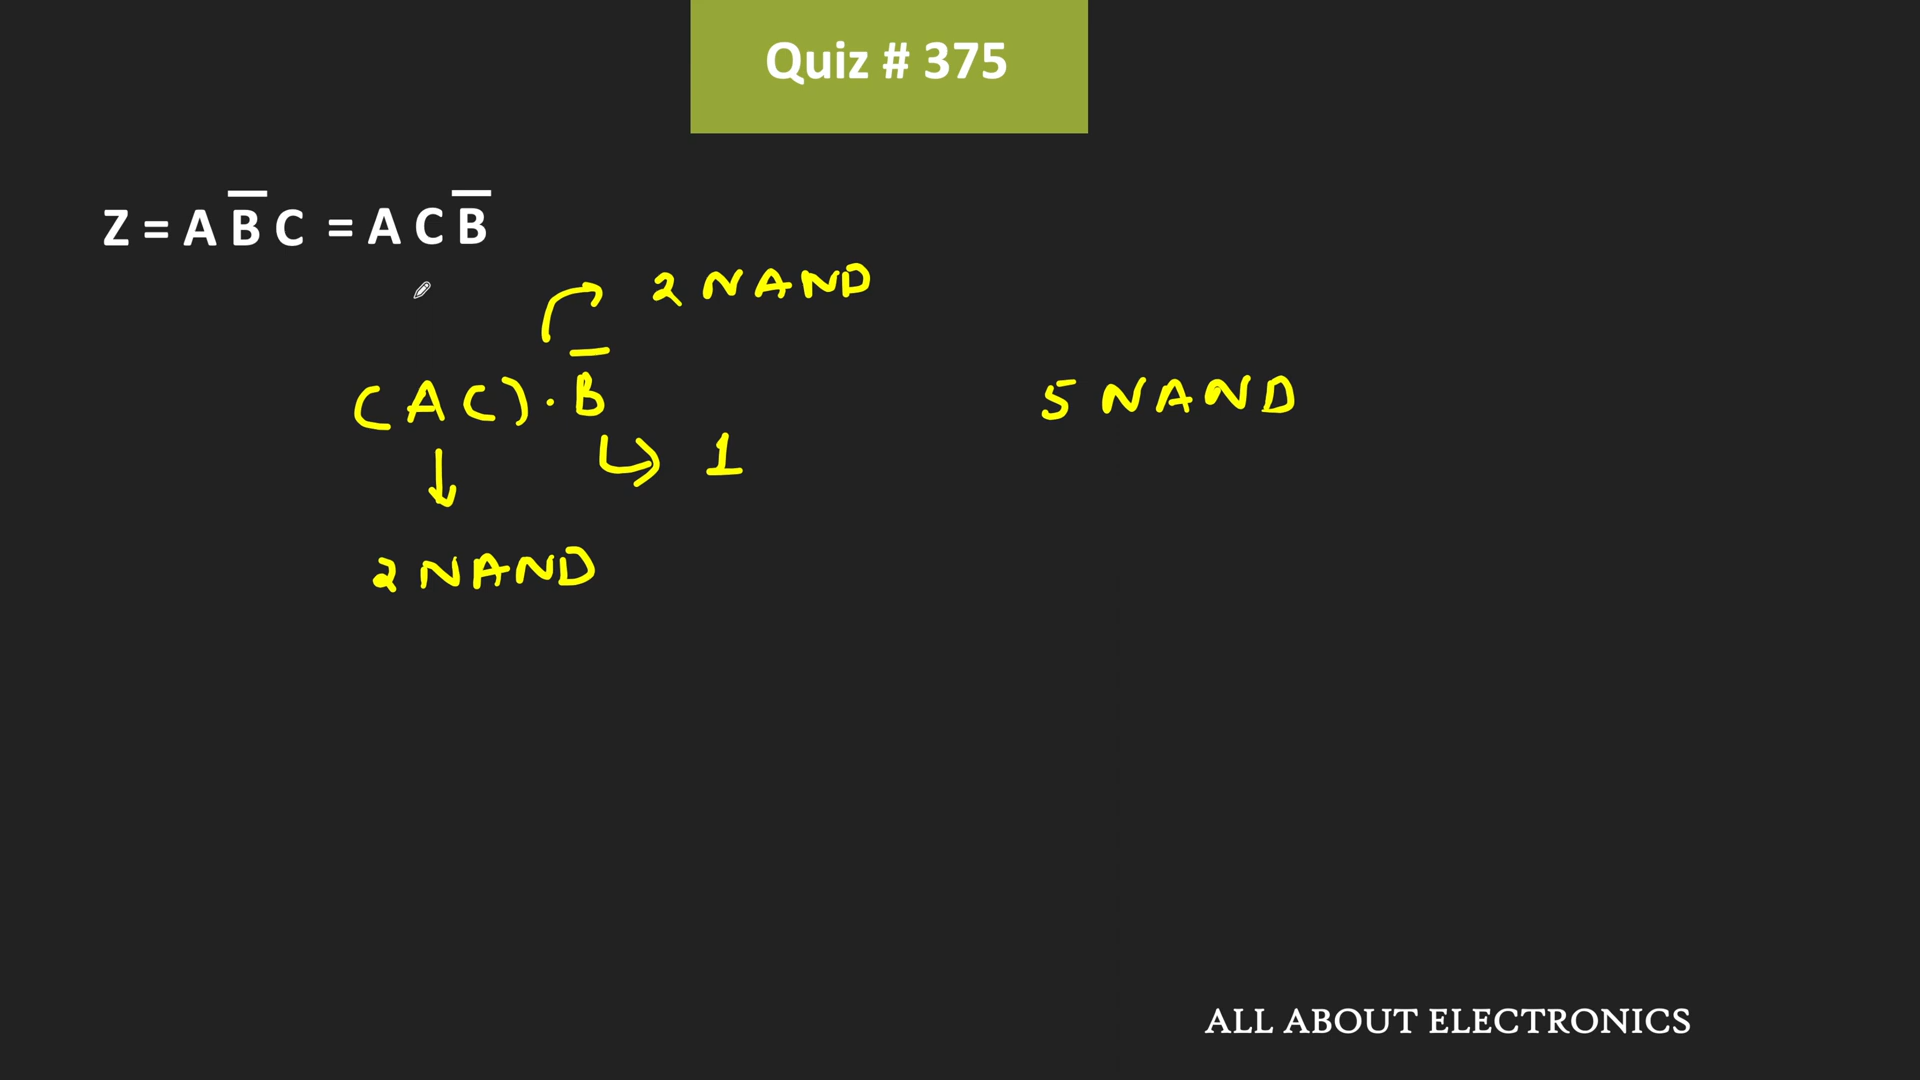 Quiz # 375
Z = A B̅ C = A C B̅
2 NAND
(AC) · B̅
5 NAND
1
2 NAND
ALL ABOUT ELECTRONICS